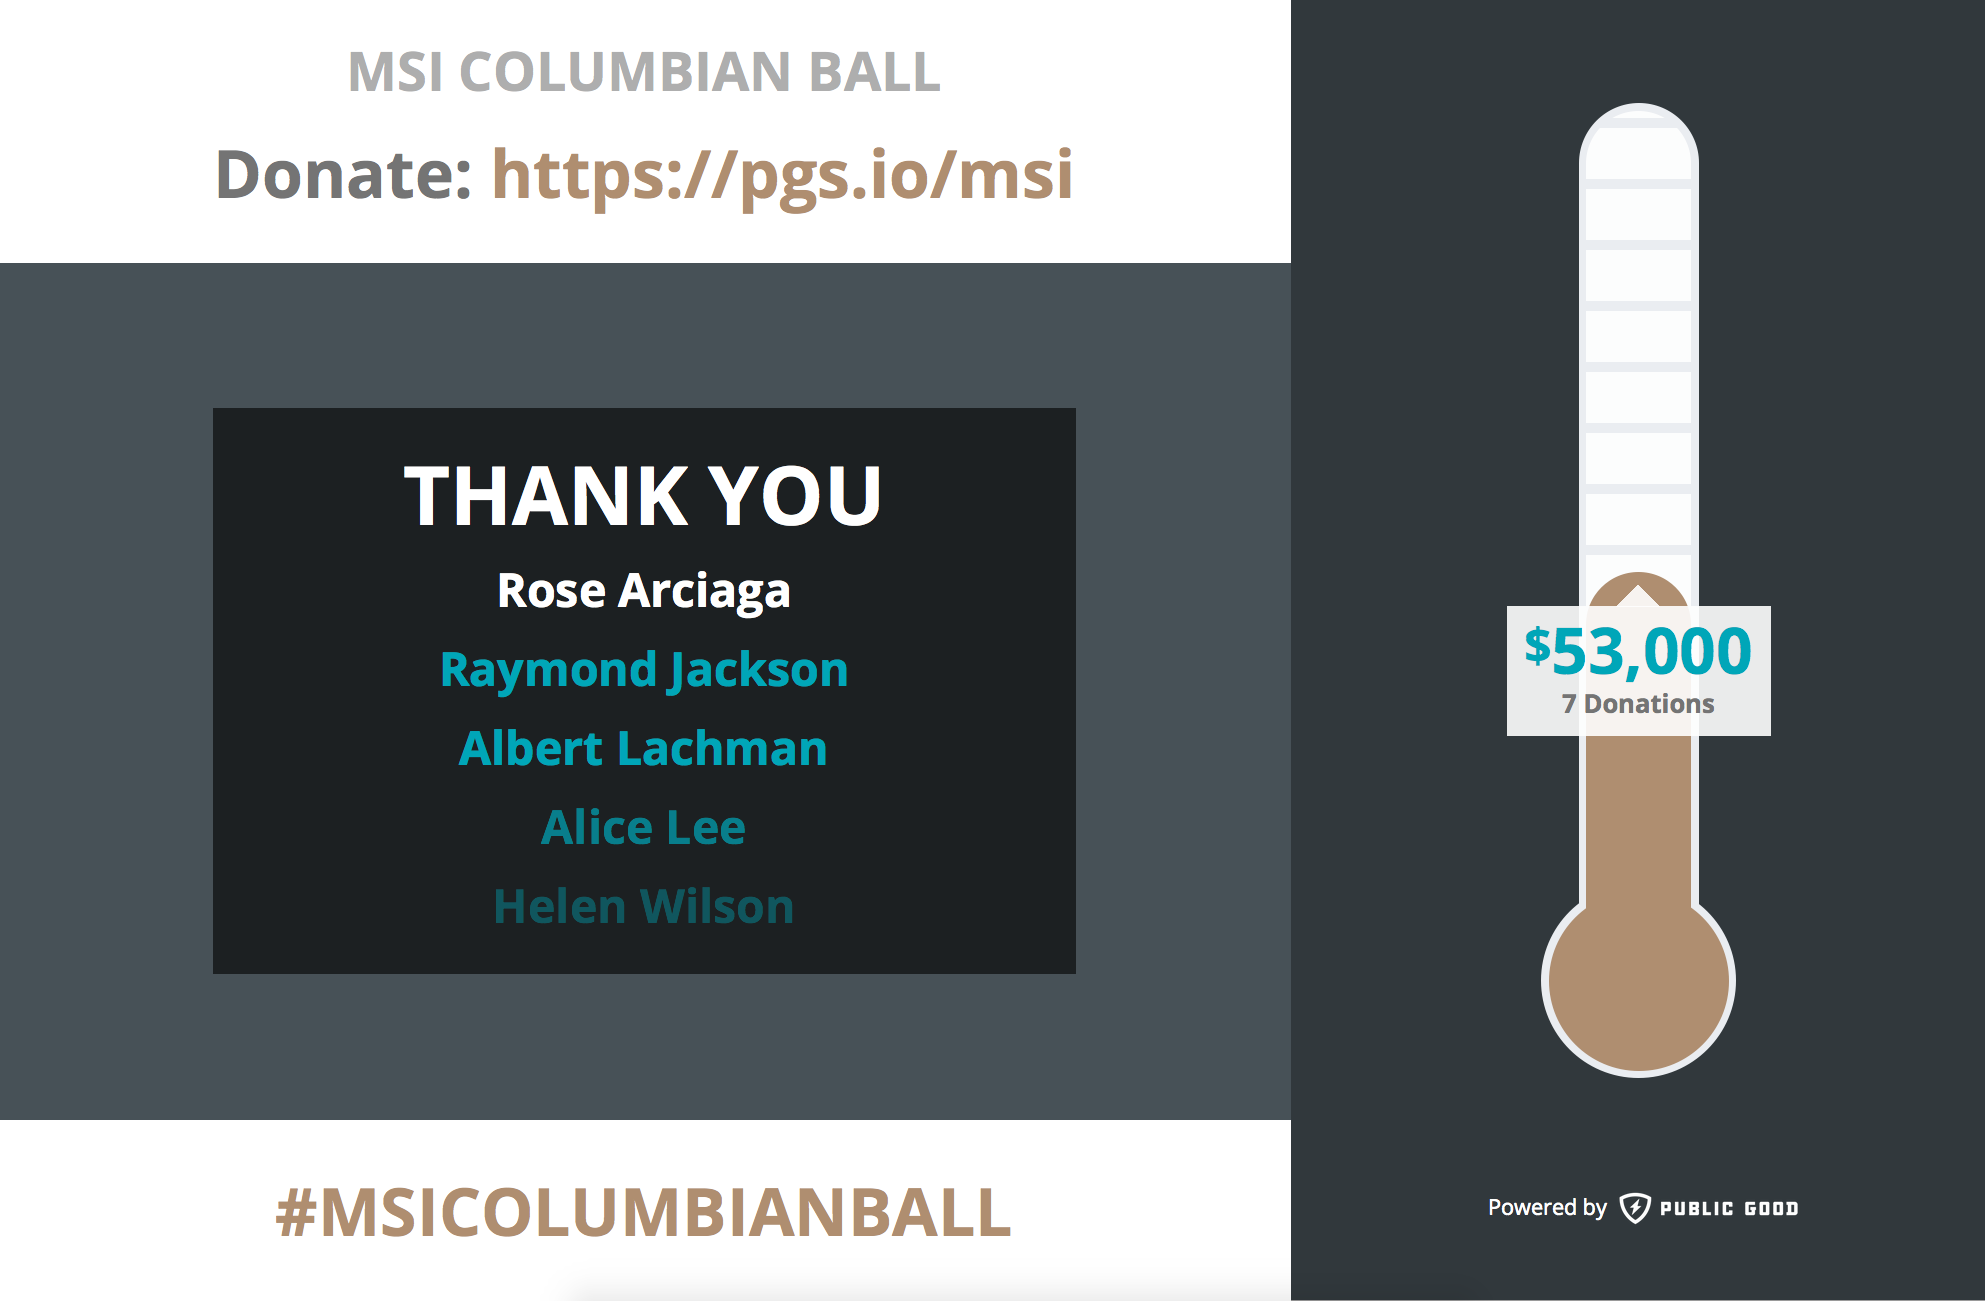 MSI COLUMBIAN BALL
Donate: https://pgs.io/msi
THANK YOU
Rose Arciaga
Raymond Jackson
Albert Lachman
Alice Lee
Helen Wilson
#MSICOLUMBIANBALL
$53,000
7 Donations
Powered by PUBLIC GOOD